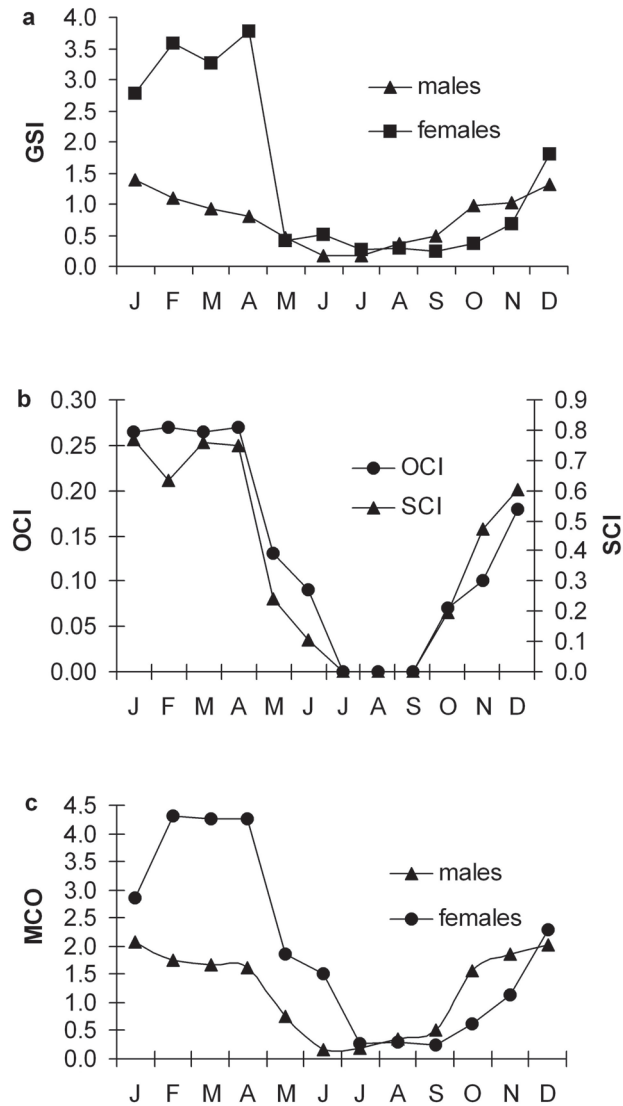 a
GSI
4.0
3.5
3.0
2.5
2.0
1.5
1.0
0.5
0.0
males
females
J F M A M J J A S O N D
b
OCI
0.30
0.25
0.20
0.15
0.10
0.05
0.00
OCI
SCI
0.9
0.8
0.7
0.6
0.5
0.4
0.3
0.2
0.1
0.0
SCI
J F M A M J J A S O N D
c
MCO
4.5
4.0
3.5
3.0
2.5
2.0
1.5
1.0
0.5
0.0
males
females
J F M A M J J A S O N D